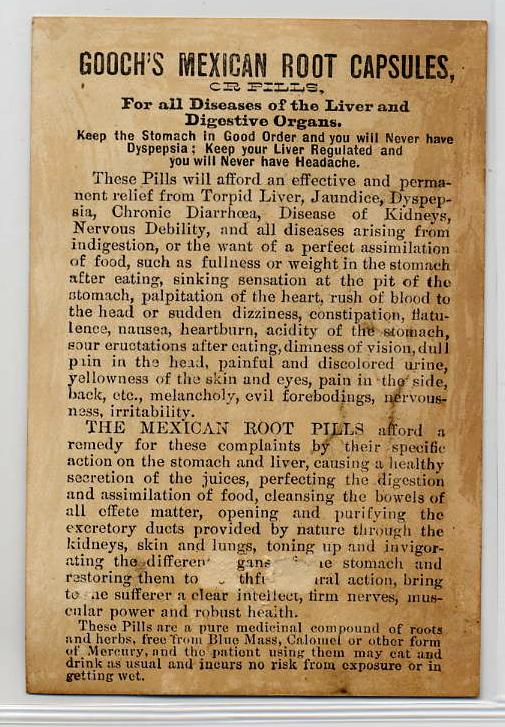 GOOCH'S MEXICAN ROOT CAPSULES,
OR PILLS,
For all Diseases of the Liver and
Digestive Organs.
Keep the Stomach in Good Order and you will Never have
Dyspepsia; Keep your Liver Regulated and
you will Never have Headache.
These Pills will afford an effective and perma-
nent relief from Torpid Liver, Jaundice, Dyspep-
sia, Chronic Diarrhœa, Disease of Kidneys,
Nervous Debility, and all diseases arising from
indigestion, or the want of a perfect assimilation
of food, such as fullness or weight in the stomach
after eating, sinking sensation at the pit of the
stomach, palpitation of the heart, rush of blood to
the head or sudden dizziness, constipation, flatu-
lence, nausea, heartburn, acidity of the stomach,
sour eructations after eating, dimness of vision, dull
pain in the head, painful and discolored urine,
yellowness of the skin and eyes, pain in the side,
back, etc., melancholy, evil forebodings, nervous-
ness, irritability.
THE MEXICAN ROOT PILLS afford a
remedy for these complaints by their specific
action on the stomach and liver, causing a healthy
secretion of the juices, perfecting the digestion
and assimilation of food, cleansing the bowels of
all effete matter, opening and purifying the
excretory ducts provided by nature through the
kidneys, skin and lungs, toning up and invigor-
ating the different stomach and
restoring them to action, bring
to sufferer a clear intellect, firm nerves, mus-
cular power and robust health.
These Pills are a pure medicinal compound of roots
and herbs, free from Blue Mass, Calomel or other form
of Mercury, and the patient using them may eat and
drink as usual and incurs no risk from exposure or in
getting wet.